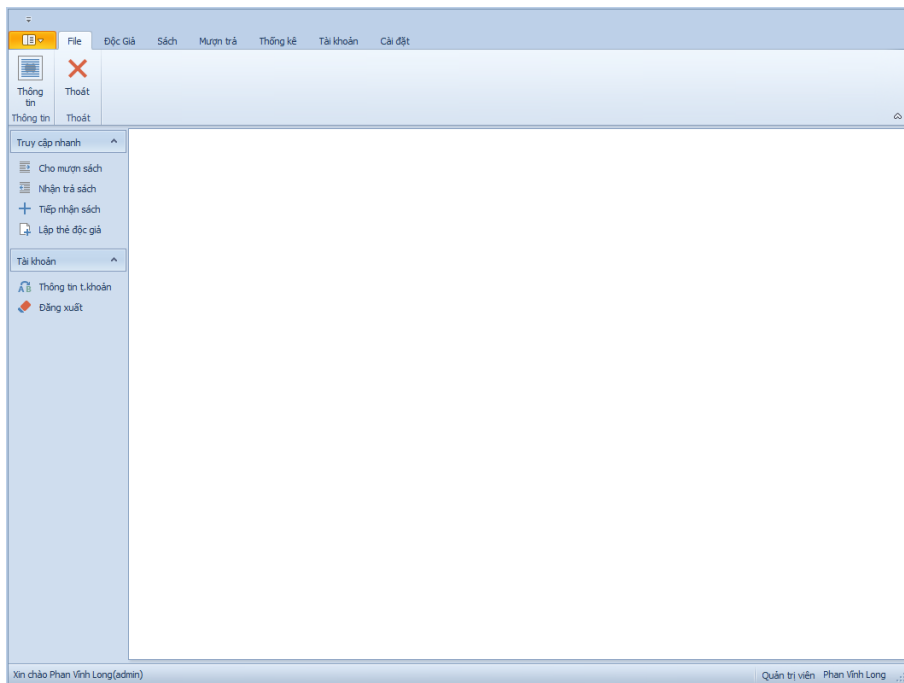 File Độc Giả Sách Mượn trả Thống kê Tài khoản Cài đặt
Thông Thoát
tin
Thông tin Thoát
Truy cập nhanh
Cho mượn sách
Nhận trả sách
Tiếp nhận sách
Lập thẻ độc giả
Tài khoản
Thông tin t.khoản
Đăng xuất
Xin chào Phan Vĩnh Long(admin) Quản trị viên Phan Vĩnh Long